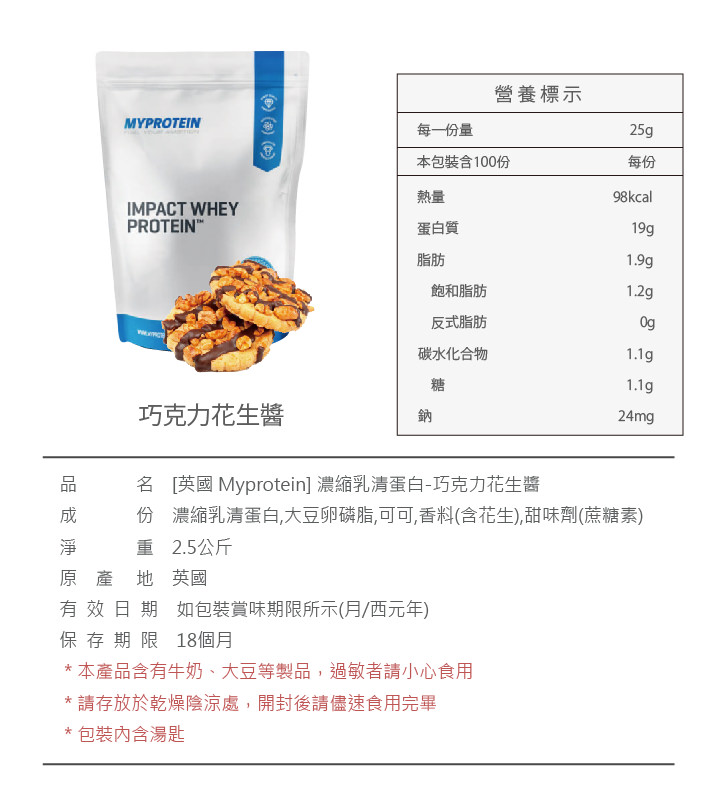 MYPROTEIN
IMPACT WHEY
PROTEIN™
巧克力花生醬
營養標示
每一份量 25g
本包裝含100份 每份
熱量 98kcal
蛋白質 19g
脂肪 1.9g
飽和脂肪 1.2g
反式脂肪 0g
碳水化合物 1.1g
糖 1.1g
鈉 24mg
品名 [英國 Myprotein] 濃縮乳清蛋白-巧克力花生醬
成份 濃縮乳清蛋白,大豆卵磷脂,可可,香料(含花生),甜味劑(蔗糖素)
淨重 2.5公斤
原產地 英國
有效日期 如包裝賞味期限所示(月/西元年)
保存期限 18個月
* 本產品含有牛奶、大豆等製品，過敏者請小心食用
* 請存放於乾燥陰涼處，開封後請儘速食用完畢
* 包裝內含湯匙